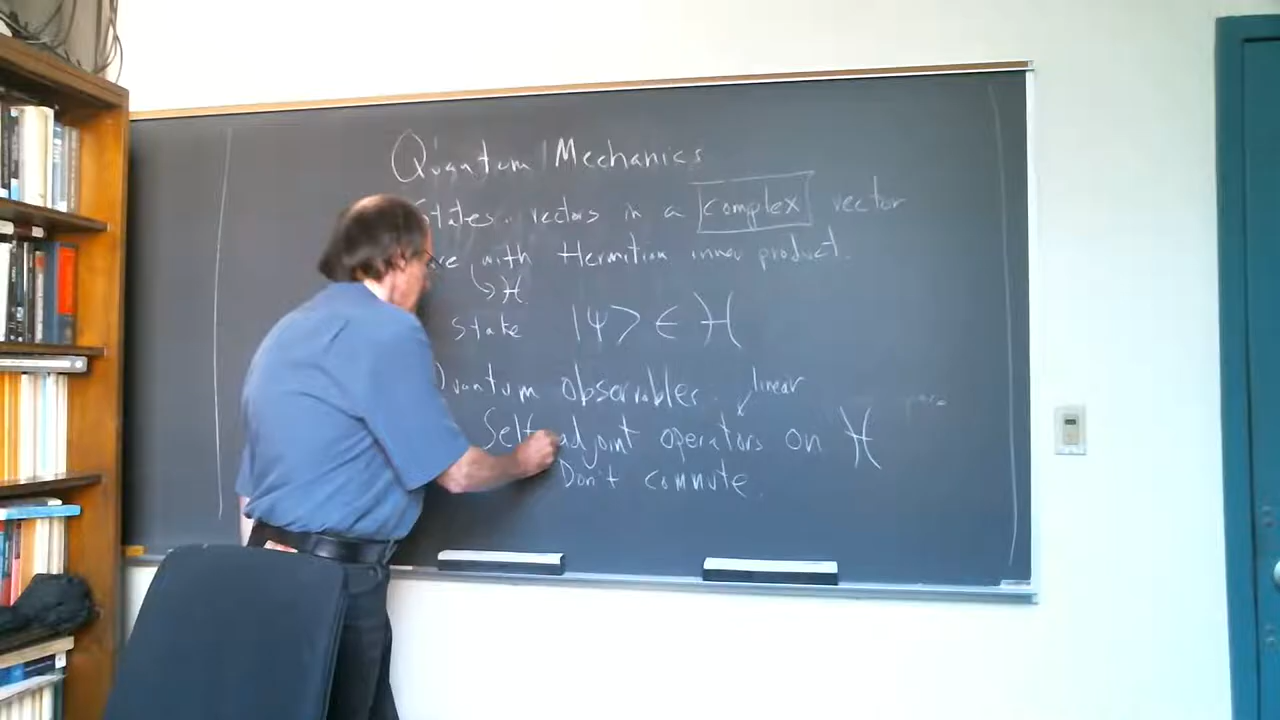 Quantum Mechanics
States. vectors in a complex vector
with Hermitian inner product.
↳ H.
State |ψ> ∈ H
Quantum observables. linear
Self adjoint operators on H
Don't commute.